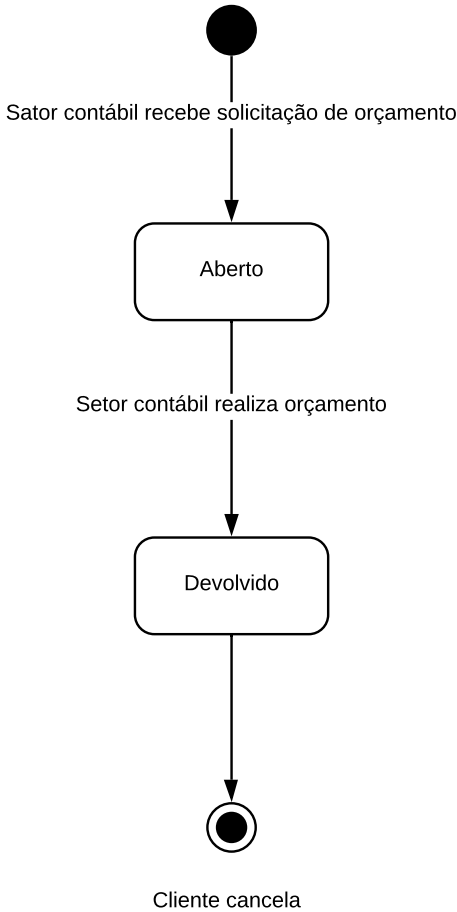 Sator contábil recebe solicitação de orçamento
Aberto
Setor contábil realiza orçamento
Devolvido
Cliente cancela